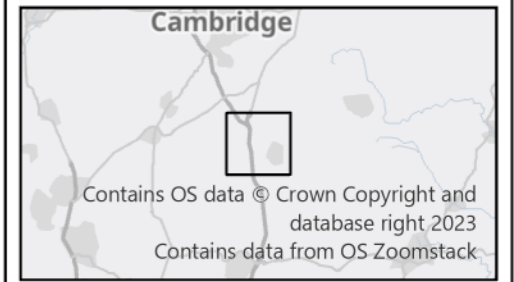 Cambridge
Contains OS data © Crown Copyright and
database right 2023
Contains data from OS Zoomstack